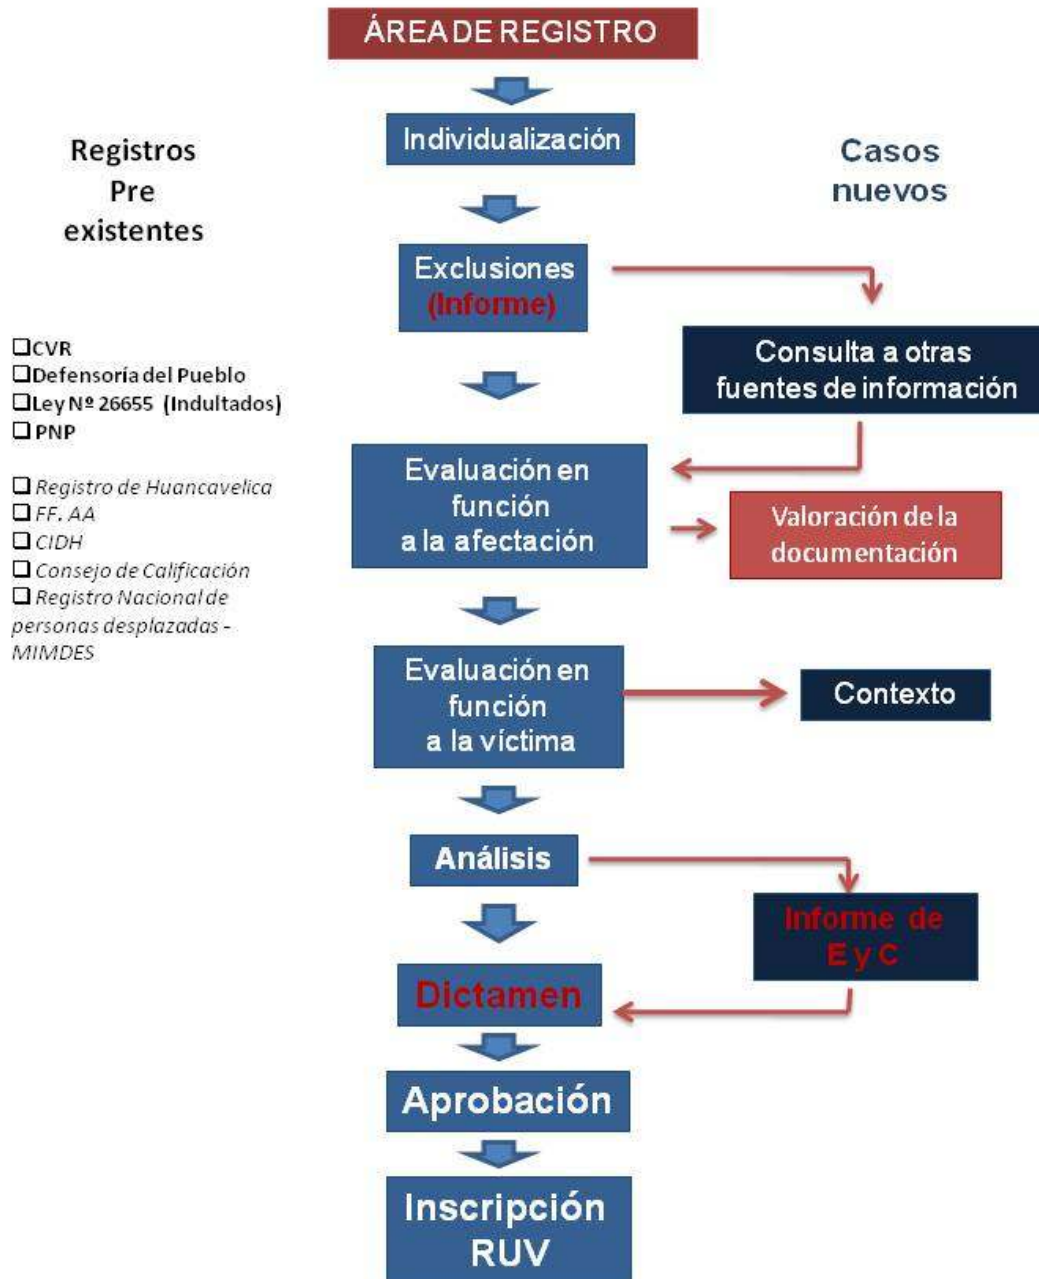 ÁREA DE REGISTRO
Individualización
Registros
Pre
existentes
Casos
nuevos
Exclusiones
(Informe)
❑CVR
❑Defensoría del Pueblo
❑Ley Nº 26655 (Indultados)
❑PNP
❑ Registro de Huancavelica
❑ FF. AA
❑ CIDH
❑ Consejo de Calificación
❑ Registro Nacional de
personas desplazadas -
MIMDES
Consulta a otras
fuentes de información
Evaluación en
función
a la afectación
Valoración de la
documentación
Evaluación en
función
a la víctima
Contexto
Análisis
Informe de
E y C
Dictamen
Aprobación
Inscripción
RUV